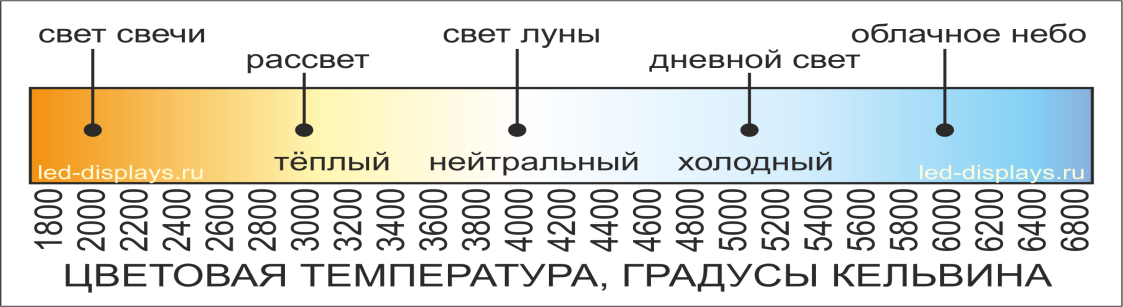 свет свечи свет луны облачное небо
рассвет дневной свет
тёплый нейтральный холодный
led-displays.ru led-displays.ru
1800 2000 2200 2400 2600 2800 3000 3200 3400 3600 3800 4000 4200 4400 4600 4800 5000 5200 5400 5600 5800 6000 6200 6400 6800
ЦВЕТОВАЯ ТЕМПЕРАТУРА, ГРАДУСЫ КЕЛЬВИНА